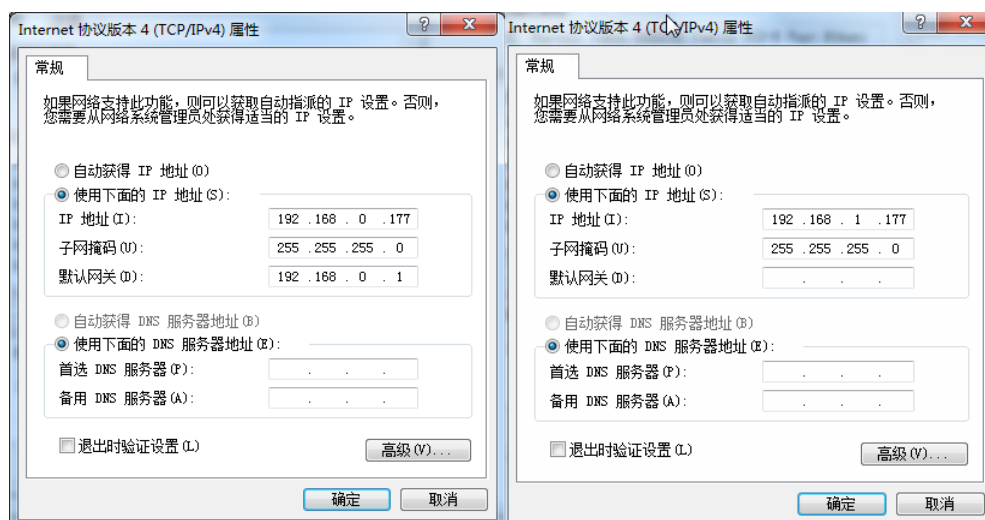 Internet 协议版本 4 (TCP/IPv4) 属性
常规
如果网络支持此功能，则可以获取自动指派的 IP 设置。否则，
您需要从网络系统管理员处获得适当的 IP 设置。
自动获得 IP 地址(O)
使用下面的 IP 地址(S):
IP 地址(I): 192 . 168 . 0 . 177
子网掩码(U): 255 . 255 . 255 . 0
默认网关(D): 192 . 168 . 0 . 1
自动获得 DNS 服务器地址(B)
使用下面的 DNS 服务器地址(E):
首选 DNS 服务器(P): . . .
备用 DNS 服务器(A): . . .
退出时验证设置(L)
高级(V)...
确定 取消
Internet 协议版本 4 (TCP/IPv4) 属性
常规
如果网络支持此功能，则可以获取自动指派的 IP 设置。否则，
您需要从网络系统管理员处获得适当的 IP 设置。
自动获得 IP 地址(O)
使用下面的 IP 地址(S):
IP 地址(I): 192 . 168 . 1 . 177
子网掩码(U): 255 . 255 . 255 . 0
默认网关(D): . . .
自动获得 DNS 服务器地址(B)
使用下面的 DNS 服务器地址(E):
首选 DNS 服务器(P): . . .
备用 DNS 服务器(A): . . .
退出时验证设置(L)
高级(V)...
确定 取消